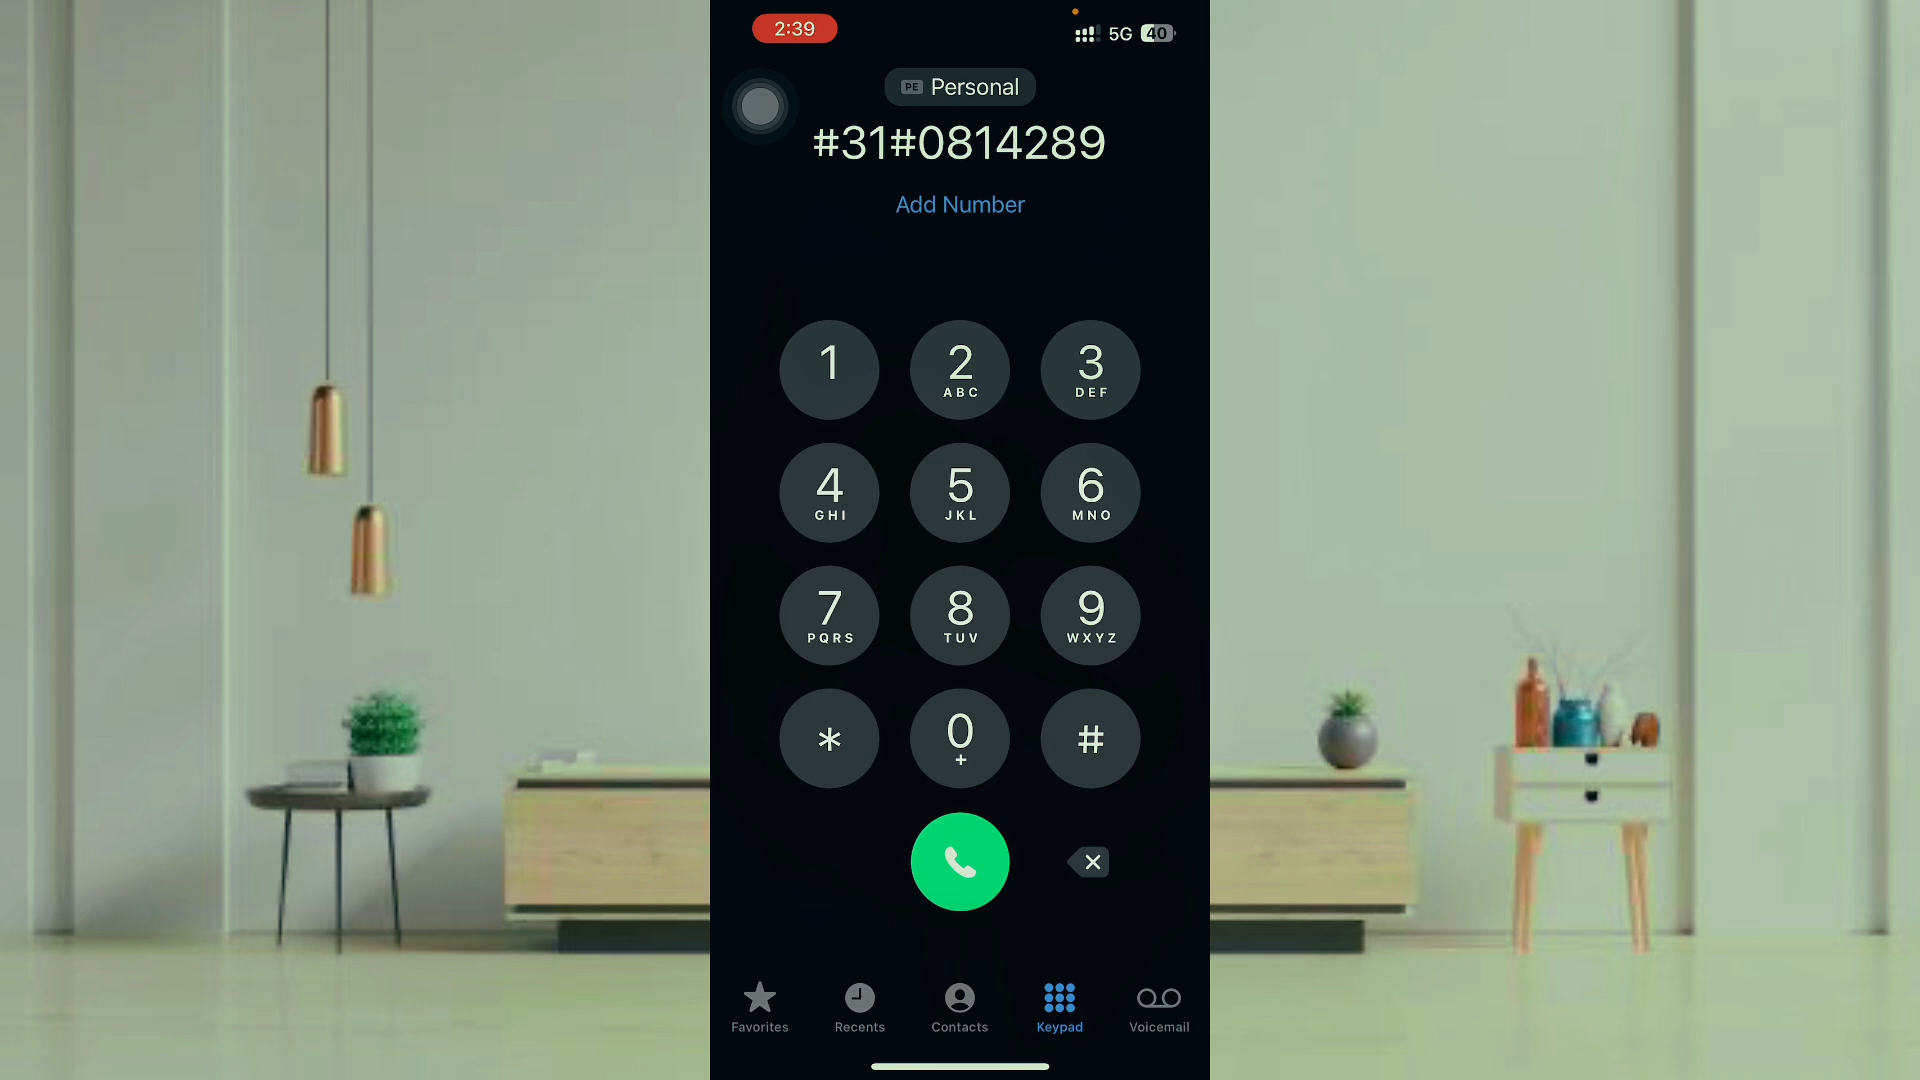 2:39
5G 40
PE Personal
#31#0814289
Add Number
1 2 3
ABC DEF
4 5 6
GHI JKL MNO
7 8 9
PQRS TUV WXYZ
* 0 #
+
Favorites Recents Contacts Keypad Voicemail